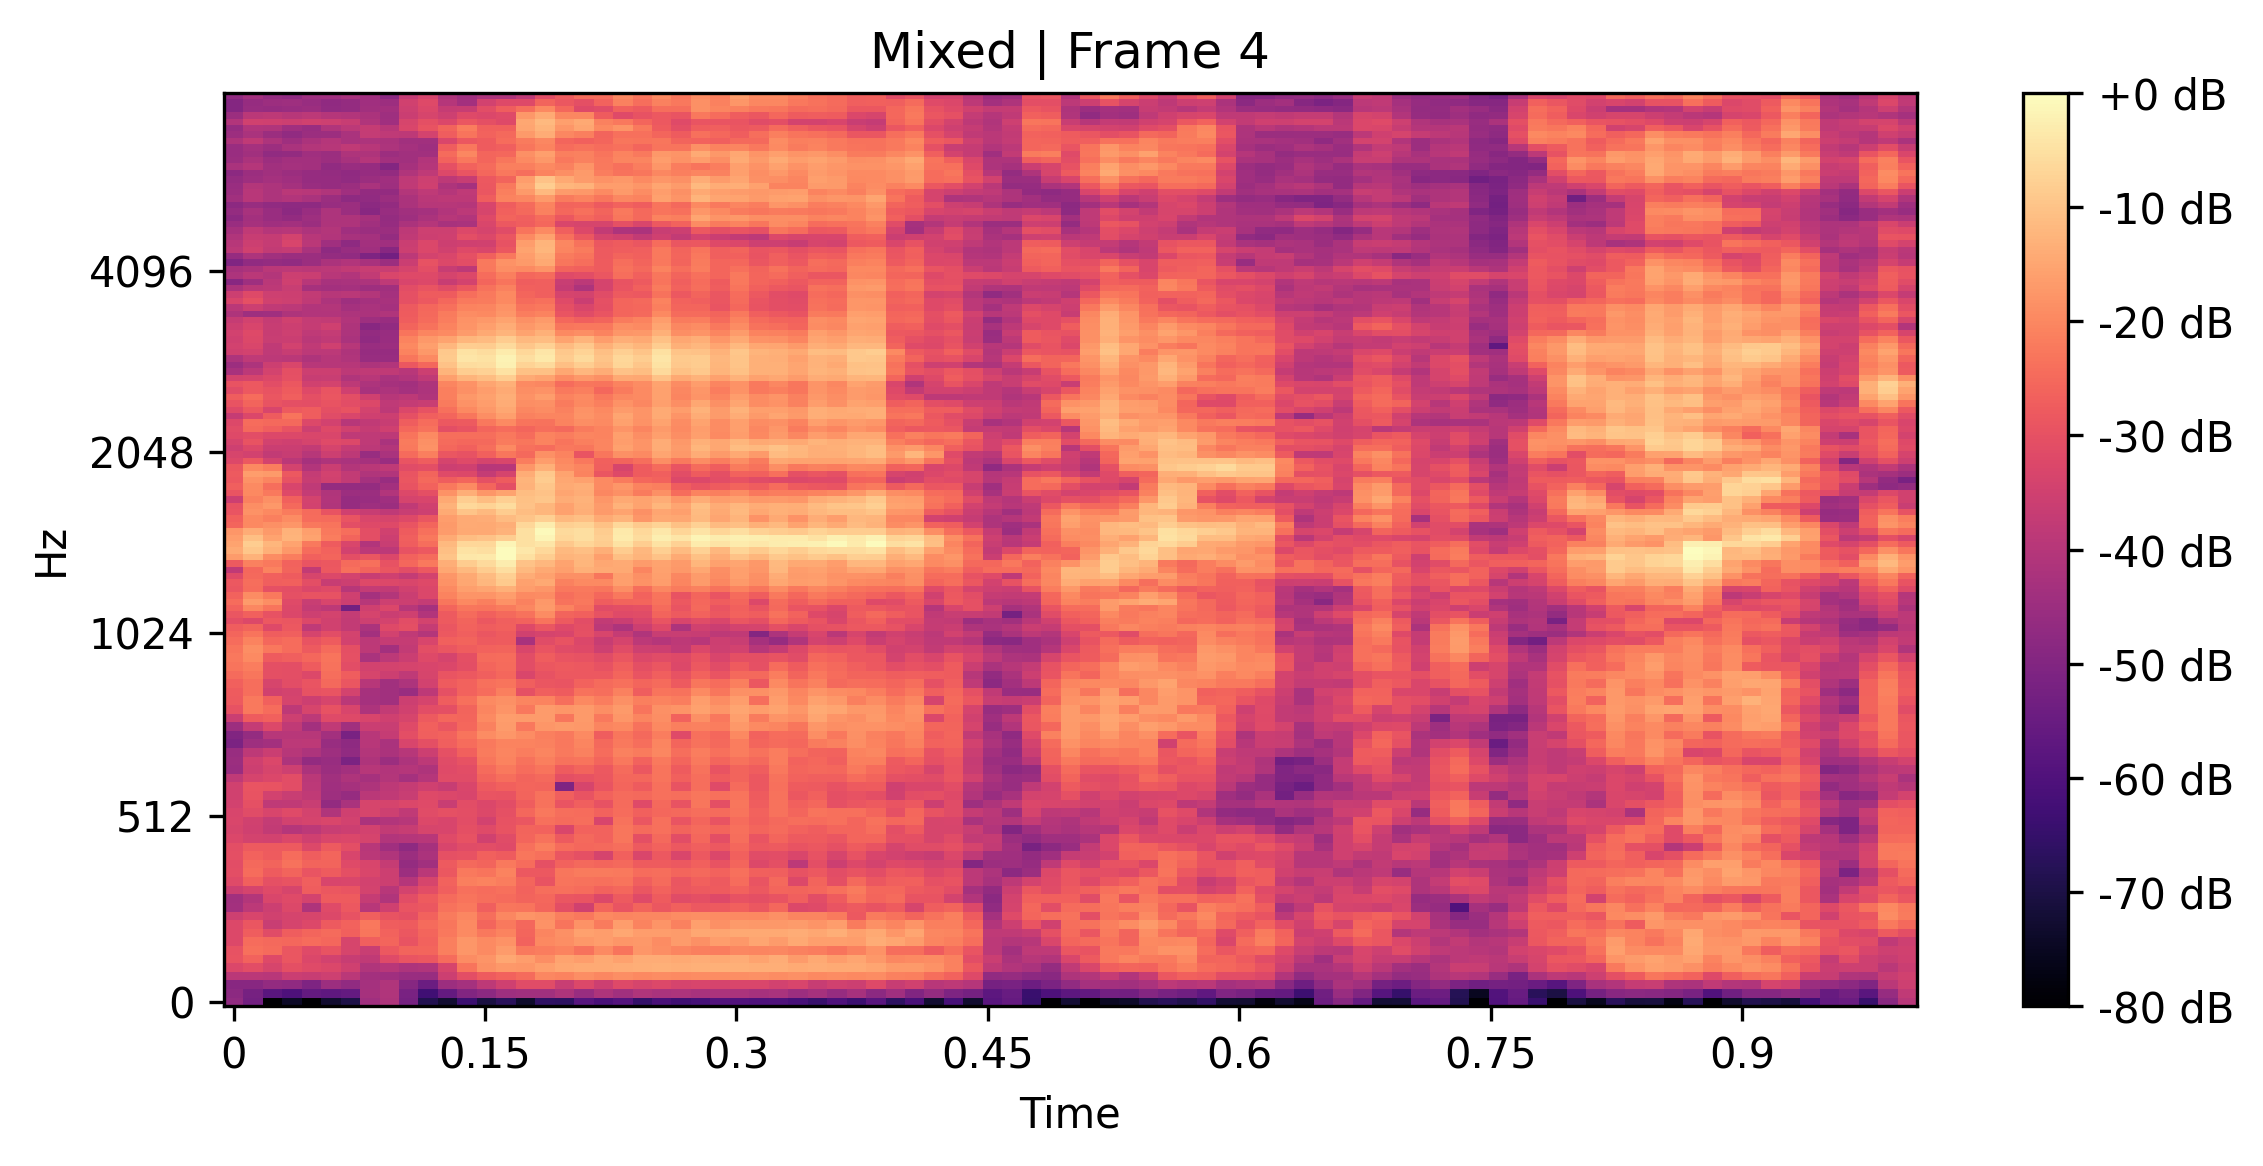 Mixed | Frame 4
Hz
4096
2048
1024
512
0
0 0.15 0.3 0.45 0.6 0.75 0.9
Time
+0 dB
-10 dB
-20 dB
-30 dB
-40 dB
-50 dB
-60 dB
-70 dB
-80 dB